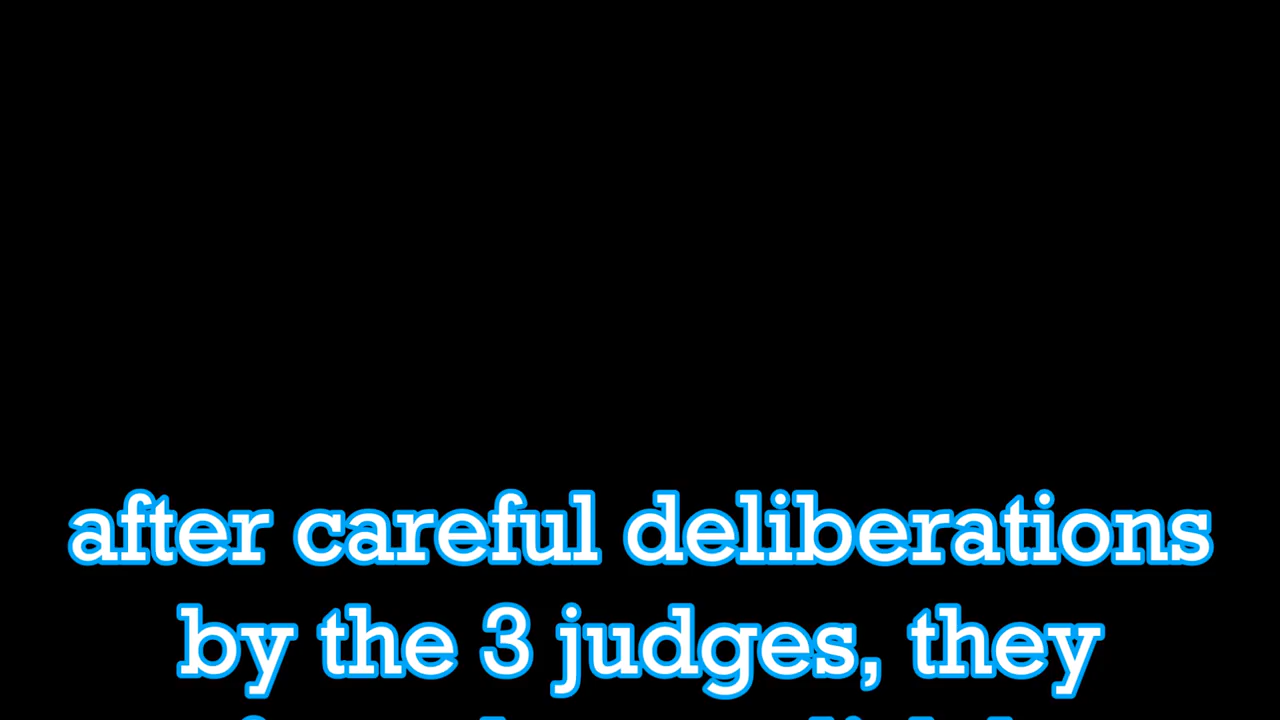 after careful deliberations
by the 3 judges, they